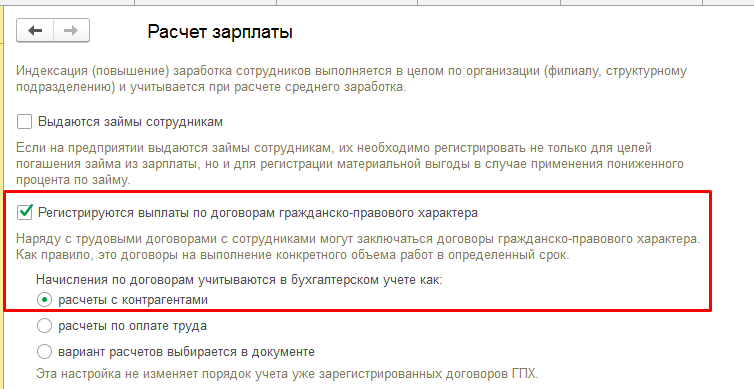 Расчет зарплаты
Индексация (повышение) заработка сотрудников выполняется в целом по организации (филиалу, структурному
подразделению) и учитывается при расчете среднего заработка.
Выдаются займы сотрудникам
Если на предприятии выдаются займы сотрудникам, их необходимо регистрировать не только для целей
погашения займа из зарплаты, но и для регистрации материальной выгоды в случае применения пониженного
процента по займу.
Регистрируются выплаты по договорам гражданско-правового характера
Наряду с трудовыми договорами с сотрудниками могут заключаться договоры гражданско-правового характера.
Как правило, это договоры на выполнение конкретного объема работ в определенный срок.
Начисления по договорам учитываются в бухгалтерском учете как:
расчеты с контрагентами
расчеты по оплате труда
вариант расчетов выбирается в документе
Эта настройка не изменяет порядок учета уже зарегистрированных договоров ГПХ.